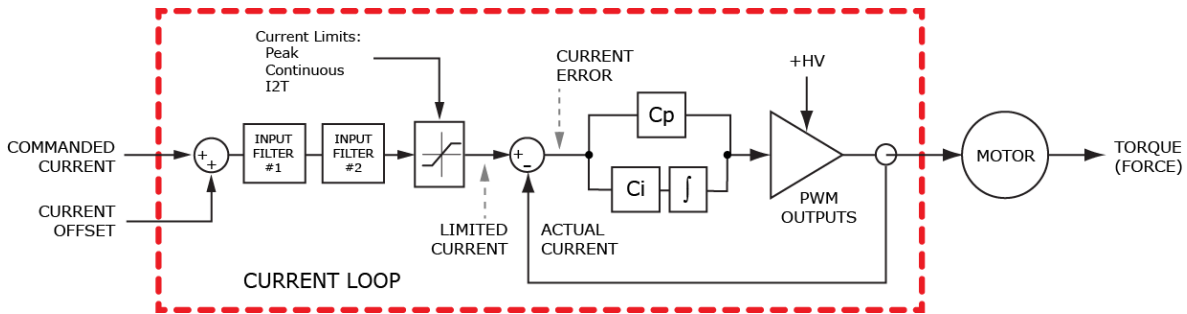 Current Limits:
Peak
Continuous
I2T
CURRENT
ERROR
+HV
Cp
COMMANDED
CURRENT
+
+
INPUT
FILTER
#1
INPUT
FILTER
#2
+
-
Ci
∫
PWM
OUTPUTS
MOTOR
TORQUE
(FORCE)
CURRENT
OFFSET
LIMITED
CURRENT
ACTUAL
CURRENT
CURRENT LOOP